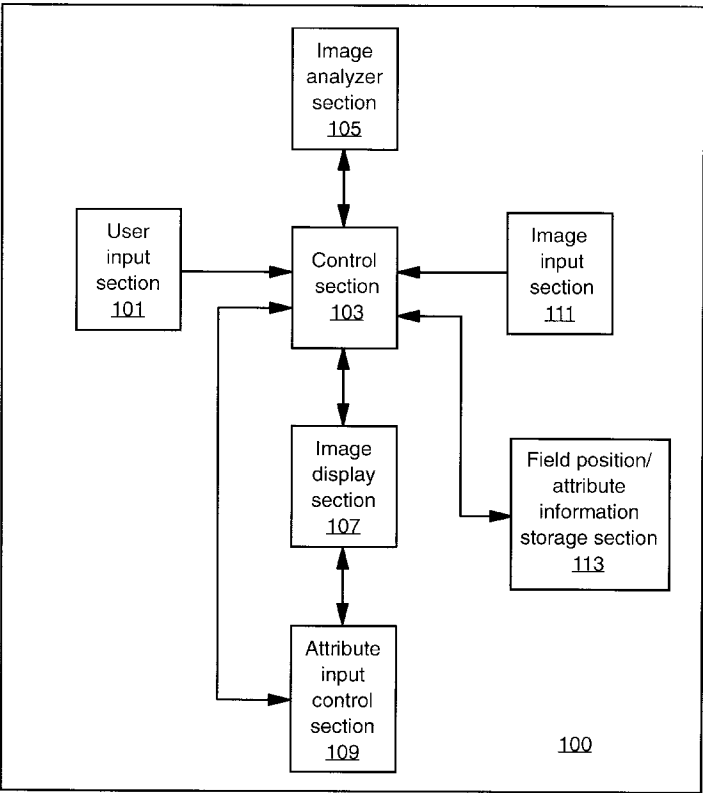 Image
analyzer
section
105
User
input
section
101
Control
section
103
Image
input
section
111
Image
display
section
107
Field position/
attribute
information
storage section
113
Attribute
input
control
section
109
100